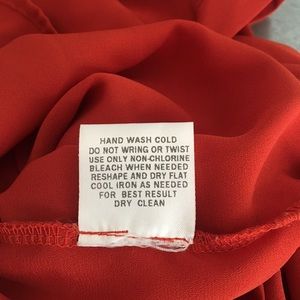 HAND WASH COLD
DO NOT WRING OR TWIST
USE ONLY NON-CHLORINE
BLEACH WHEN NEEDED
RESHAPE AND DRY FLAT
COOL IRON AS NEEDED
FOR BEST RESULT
DRY CLEAN